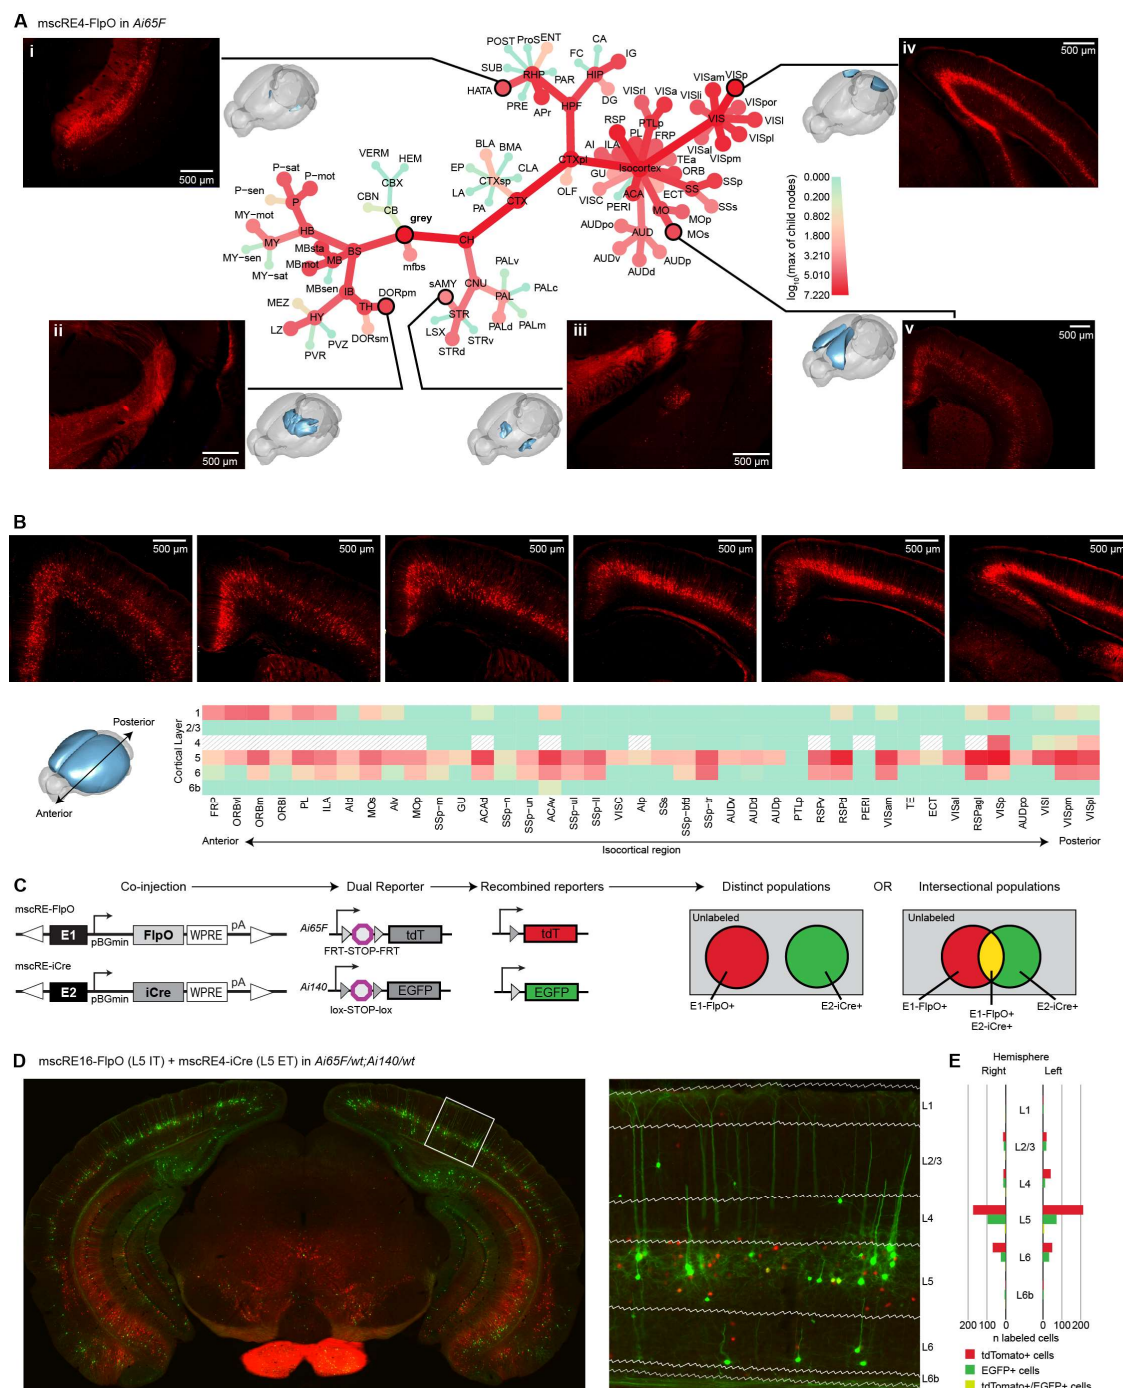 A mscRE4-FlpO in Ai65F
i
500 µm
iv
500 µm
POST ProS ENT
SUB
RHP
PAR
HATA
PRE
APr
FC
CA
IG
HIP
DG
HPF
VISam VISp
VISli
VISpor
VIS
VISl
VISpl
VISal
VISpm
VISrl VISa
RSP PTLp
PL FRP
AI ILA
CTXpl
Isocortex
TEa
GU
ORB
OLF
VISC
ACA
ECT
SS
SSp
SSs
PERI
MO
MOp
MOs
AUDpo
AUD
AUDv
AUDd
AUDp
BLA
BMA
EP
CTXsp
CLA
LA
PA
CTX
VERM
HEM
CBX
CBN
CB
grey
P-sat
P-mot
P-sen
P
MY-mot
HB
MY
MBsta
BS
MY-sen
MBmot
MB
MY-sat
MBsen
mfbs
CH
IB
TH
DORpm
MEZ
HY
LZ
DORsm
PVR
PVZ
sAMY
CNU
PALv
PALc
PAL
STR
LSX
PALd
PALm
STRv
STRd
0.000
0.200
0.802
1.800
3.210
5.010
7.220
log10(max of child nodes)
ii
500 µm
iii
500 µm
v
500 µm
B
500 µm
500 µm
500 µm
500 µm
500 µm
500 µm
Posterior
Anterior
Cortical Layer
1
2/3
4
5
6
6b
FRP ORBvl ORBm ORBl PL ILA AId MOs AIv MOp SSp-m GU ACAd SSp-n SSp-un ACAv SSp-ul SSp-ll VISC AIp SSs SSp-bfd SSp-tr AUDv AUDd AUDp PTLp RSPv RSPd PERI VISam TE ECT VISal RSPagl VISp AUDpo VISl VISpm VISpl
Anterior
Isocortical region
Posterior
C
Co-injection
Dual Reporter
Recombined reporters
Distinct populations
OR
Intersectional populations
mscRE-FlpO
E1
pBGmin
FlpO
WPRE
pA
Ai65F
tdT
FRT-STOP-FRT
tdT
mscRE-iCre
E2
pBGmin
iCre
WPRE
pA
Ai140
EGFP
lox-STOP-lox
EGFP
Unlabeled
E1-FlpO+
E2-iCre+
Unlabeled
E1-FlpO+
E1-FlpO+
E2-iCre+
E2-iCre+
D mscRE16-FlpO (L5 IT) + mscRE4-iCre (L5 ET) in Ai65F/wt;Ai140/wt
L1
L2/3
L4
L5
L6
L6b
E
Hemisphere
Right Left
L1
L2/3
L4
L5
L6
L6b
200 100 0 0 100 200
n labeled cells
tdTomato+ cells
EGFP+ cells
tdTomato+/EGFP+ cells